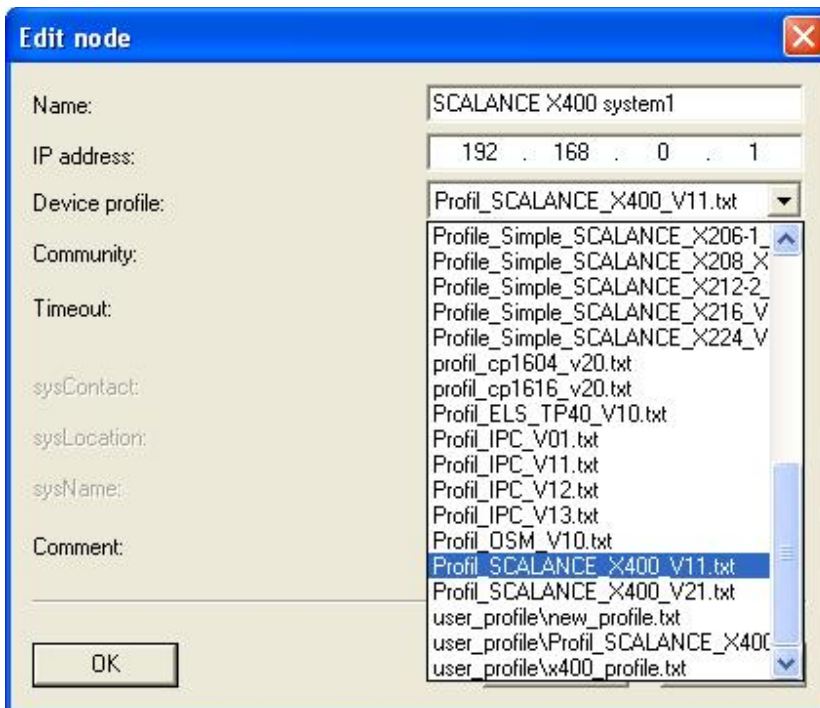 Edit node
Name:
SCALANCE X400 system1
IP address:
192 . 168 . 0 . 1
Device profile:
Profil_SCALANCE_X400_V11.txt
Community:
Timeout:
sysContact:
sysLocation:
sysName:
Comment:
Profile_Simple_SCALANCE_X206-1_
Profile_Simple_SCALANCE_X208_X
Profile_Simple_SCALANCE_X212-2_
Profile_Simple_SCALANCE_X216_V
Profile_Simple_SCALANCE_X224_V
profil_cp1604_v20.txt
profil_cp1616_v20.txt
Profil_ELS_TP40_V10.txt
Profil_IPC_V01.txt
Profil_IPC_V11.txt
Profil_IPC_V12.txt
Profil_IPC_V13.txt
Profil_OSM_V10.txt
Profil_SCALANCE_X400_V11.txt
Profil_SCALANCE_X400_V21.txt
user_profile\new_profile.txt
user_profile\Profil_SCALANCE_X400
user_profile\x400_profile.txt
OK